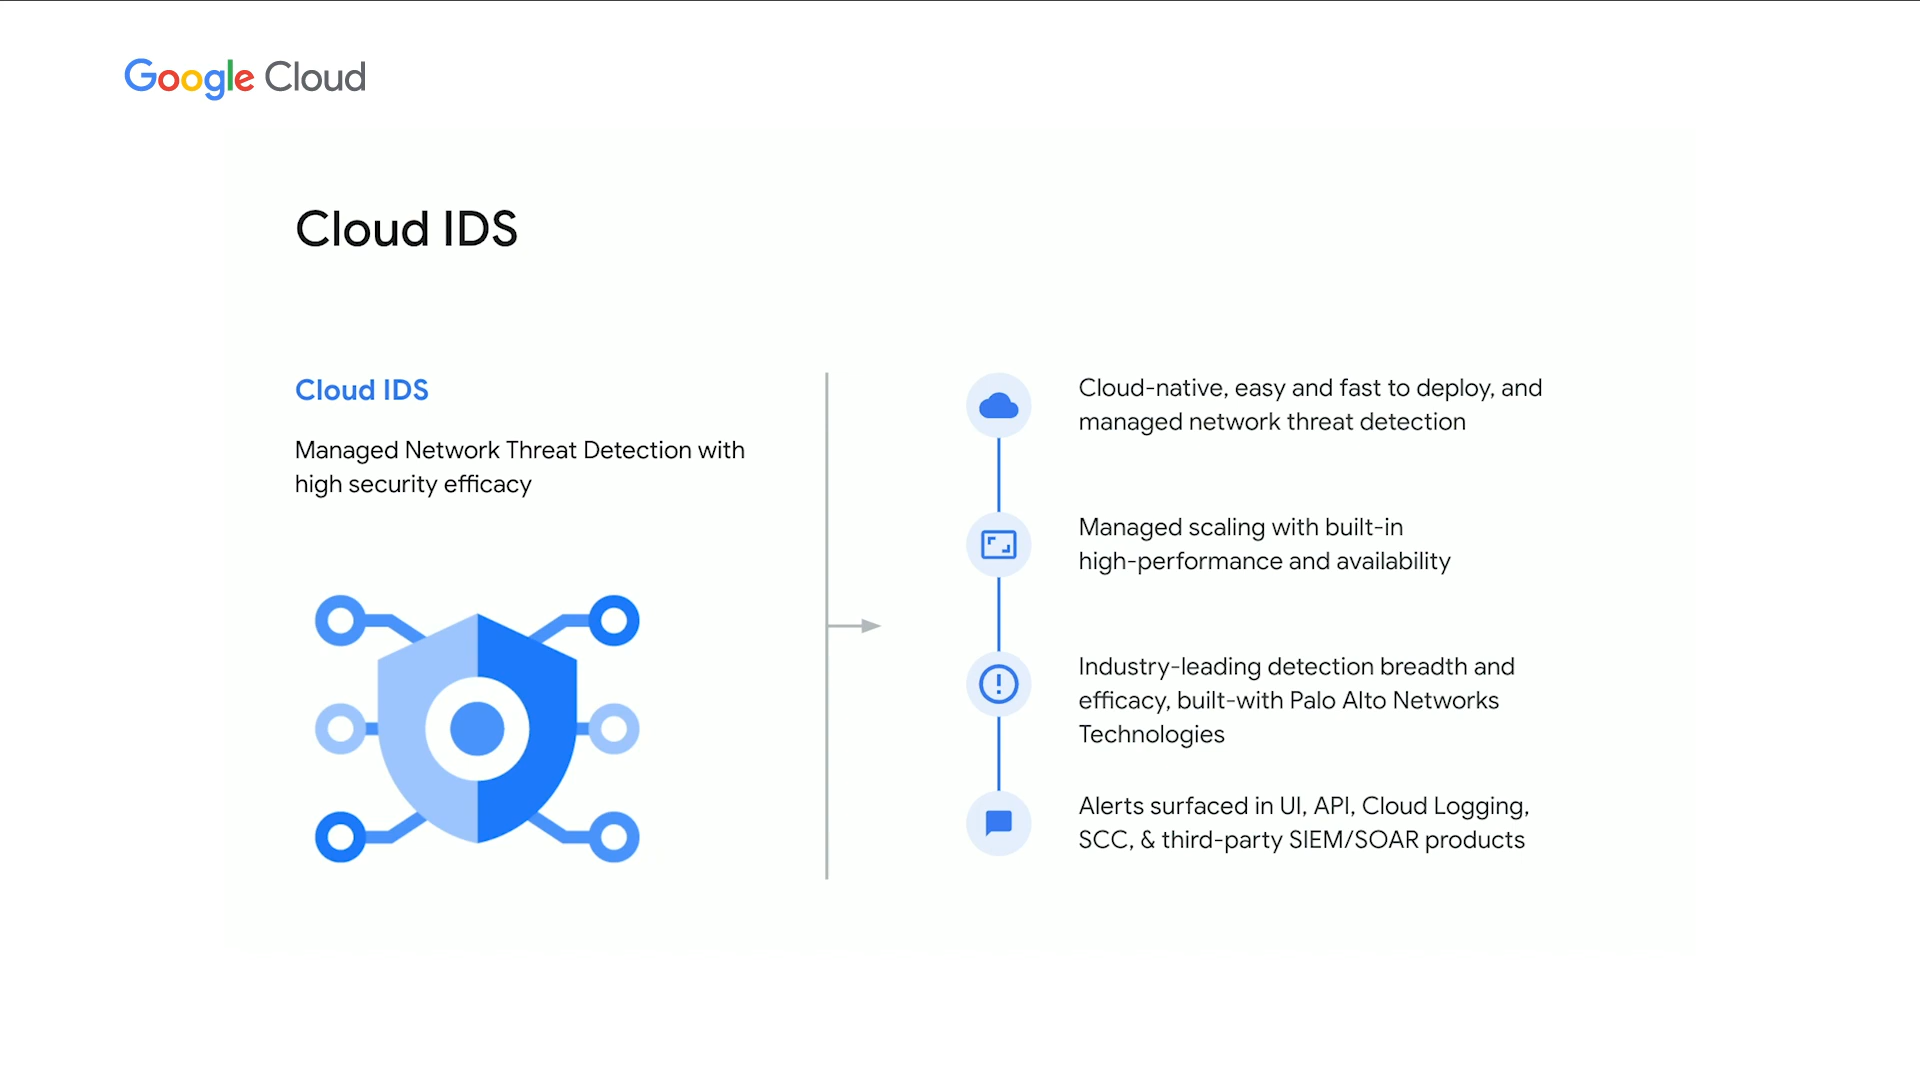 Google Cloud
Cloud IDS
Cloud IDS
Managed Network Threat Detection with
high security efficacy
Cloud-native, easy and fast to deploy, and
managed network threat detection
Managed scaling with built-in
high-performance and availability
Industry-leading detection breadth and
efficacy, built-with Palo Alto Networks
Technologies
Alerts surfaced in UI, API, Cloud Logging,
SCC, & third-party SIEM/SOAR products